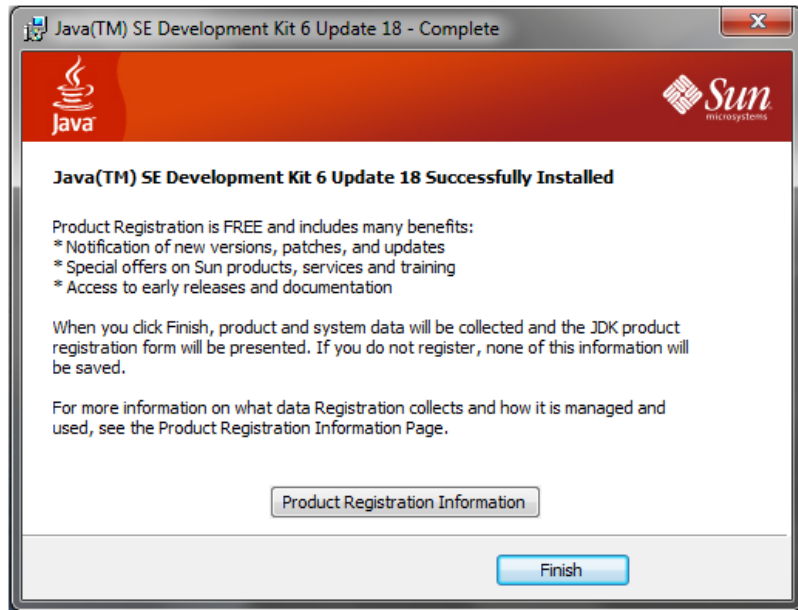 Java(TM) SE Development Kit 6 Update 18 - Complete
Java
Sun
microsystems
Java(TM) SE Development Kit 6 Update 18 Successfully Installed
Product Registration is FREE and includes many benefits:
* Notification of new versions, patches, and updates
* Special offers on Sun products, services and training
* Access to early releases and documentation
When you click Finish, product and system data will be collected and the JDK product
registration form will be presented. If you do not register, none of this information will
be saved.
For more information on what data Registration collects and how it is managed and
used, see the Product Registration Information Page.
Product Registration Information
Finish